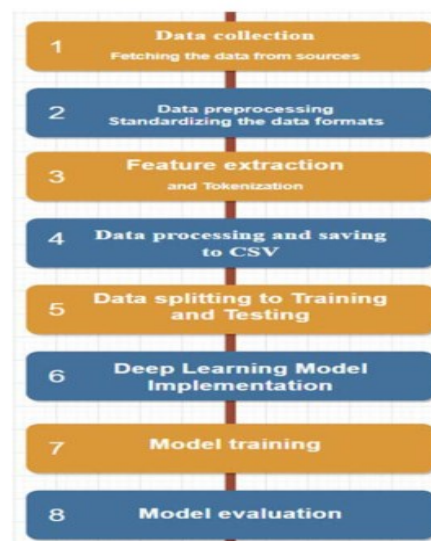 1
Data collection
Fetching the data from sources
2
Data preprocessing
Standardizing the data formats
3
Feature extraction
and Tokenization
4
Data processing and saving
to CSV
5
Data splitting to Training
and Testing
6
Deep Learning Model
Implementation
7
Model training
8
Model evaluation